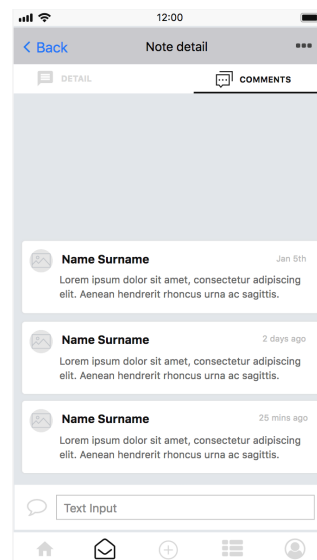 12:00
Back
Note detail
DETAIL
COMMENTS
Name Surname
Jan 5th
Lorem ipsum dolor sit amet, consectetur adipiscing
elit. Aenean hendrerit rhoncus urna ac sagittis.
Name Surname
2 days ago
Lorem ipsum dolor sit amet, consectetur adipiscing
elit. Aenean hendrerit rhoncus urna ac sagittis.
Name Surname
25 mins ago
Lorem ipsum dolor sit amet, consectetur adipiscing
elit. Aenean hendrerit rhoncus urna ac sagittis.
Text Input